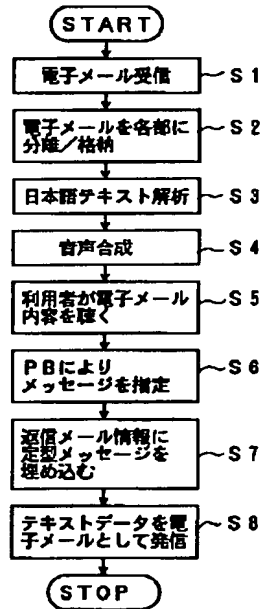 START
電子メール受信 S1
電子メールを各部に
分離/格納 S2
日本語テキスト解析 S3
音声合成 S4
利用者が電子メール
内容を聴く S5
PBにより
メッセージを指定 S6
返信メール情報に
定型メッセージを
埋め込む S7
テキストデータを電
子メールとして発信 S8
STOP